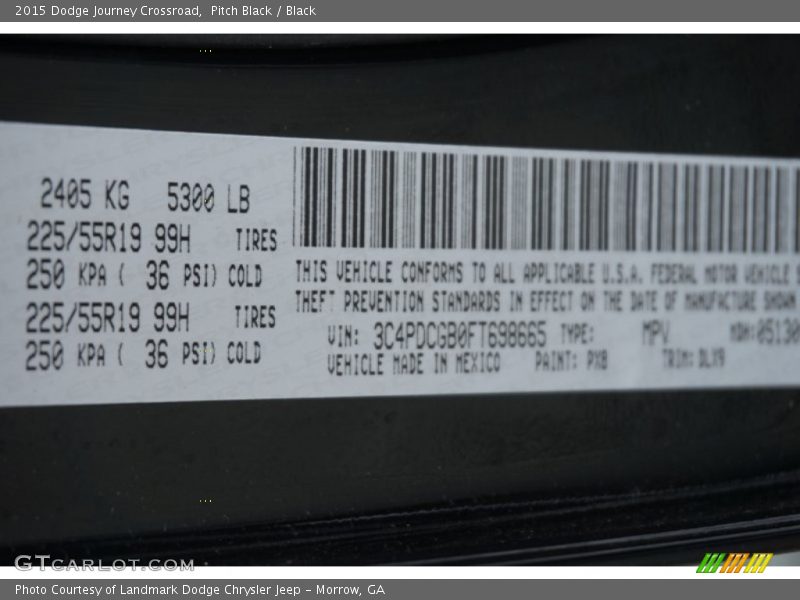 2015 Dodge Journey Crossroad, Pitch Black / Black
2405 KG 5300 LB
225/55R19 99H TIRES
250 KPA ( 36 PSI) COLD
225/55R19 99H TIRES
250 KPA ( 36 PSI) COLD
THIS VEHICLE CONFORMS TO ALL APPLICABLE U.S.A. FEDERAL MOTOR VEHICLE S
THEFT PREVENTION STANDARDS IN EFFECT ON THE DATE OF MANUFACTURE SHOWN
VIN: 3C4PDCGB0FT698665 TYPE: MPV MDH: 05130
VEHICLE MADE IN MEXICO PAINT: PX8 TRIM: DLX9
GTCARLOT.COM
Photo Courtesy of Landmark Dodge Chrysler Jeep – Morrow, GA